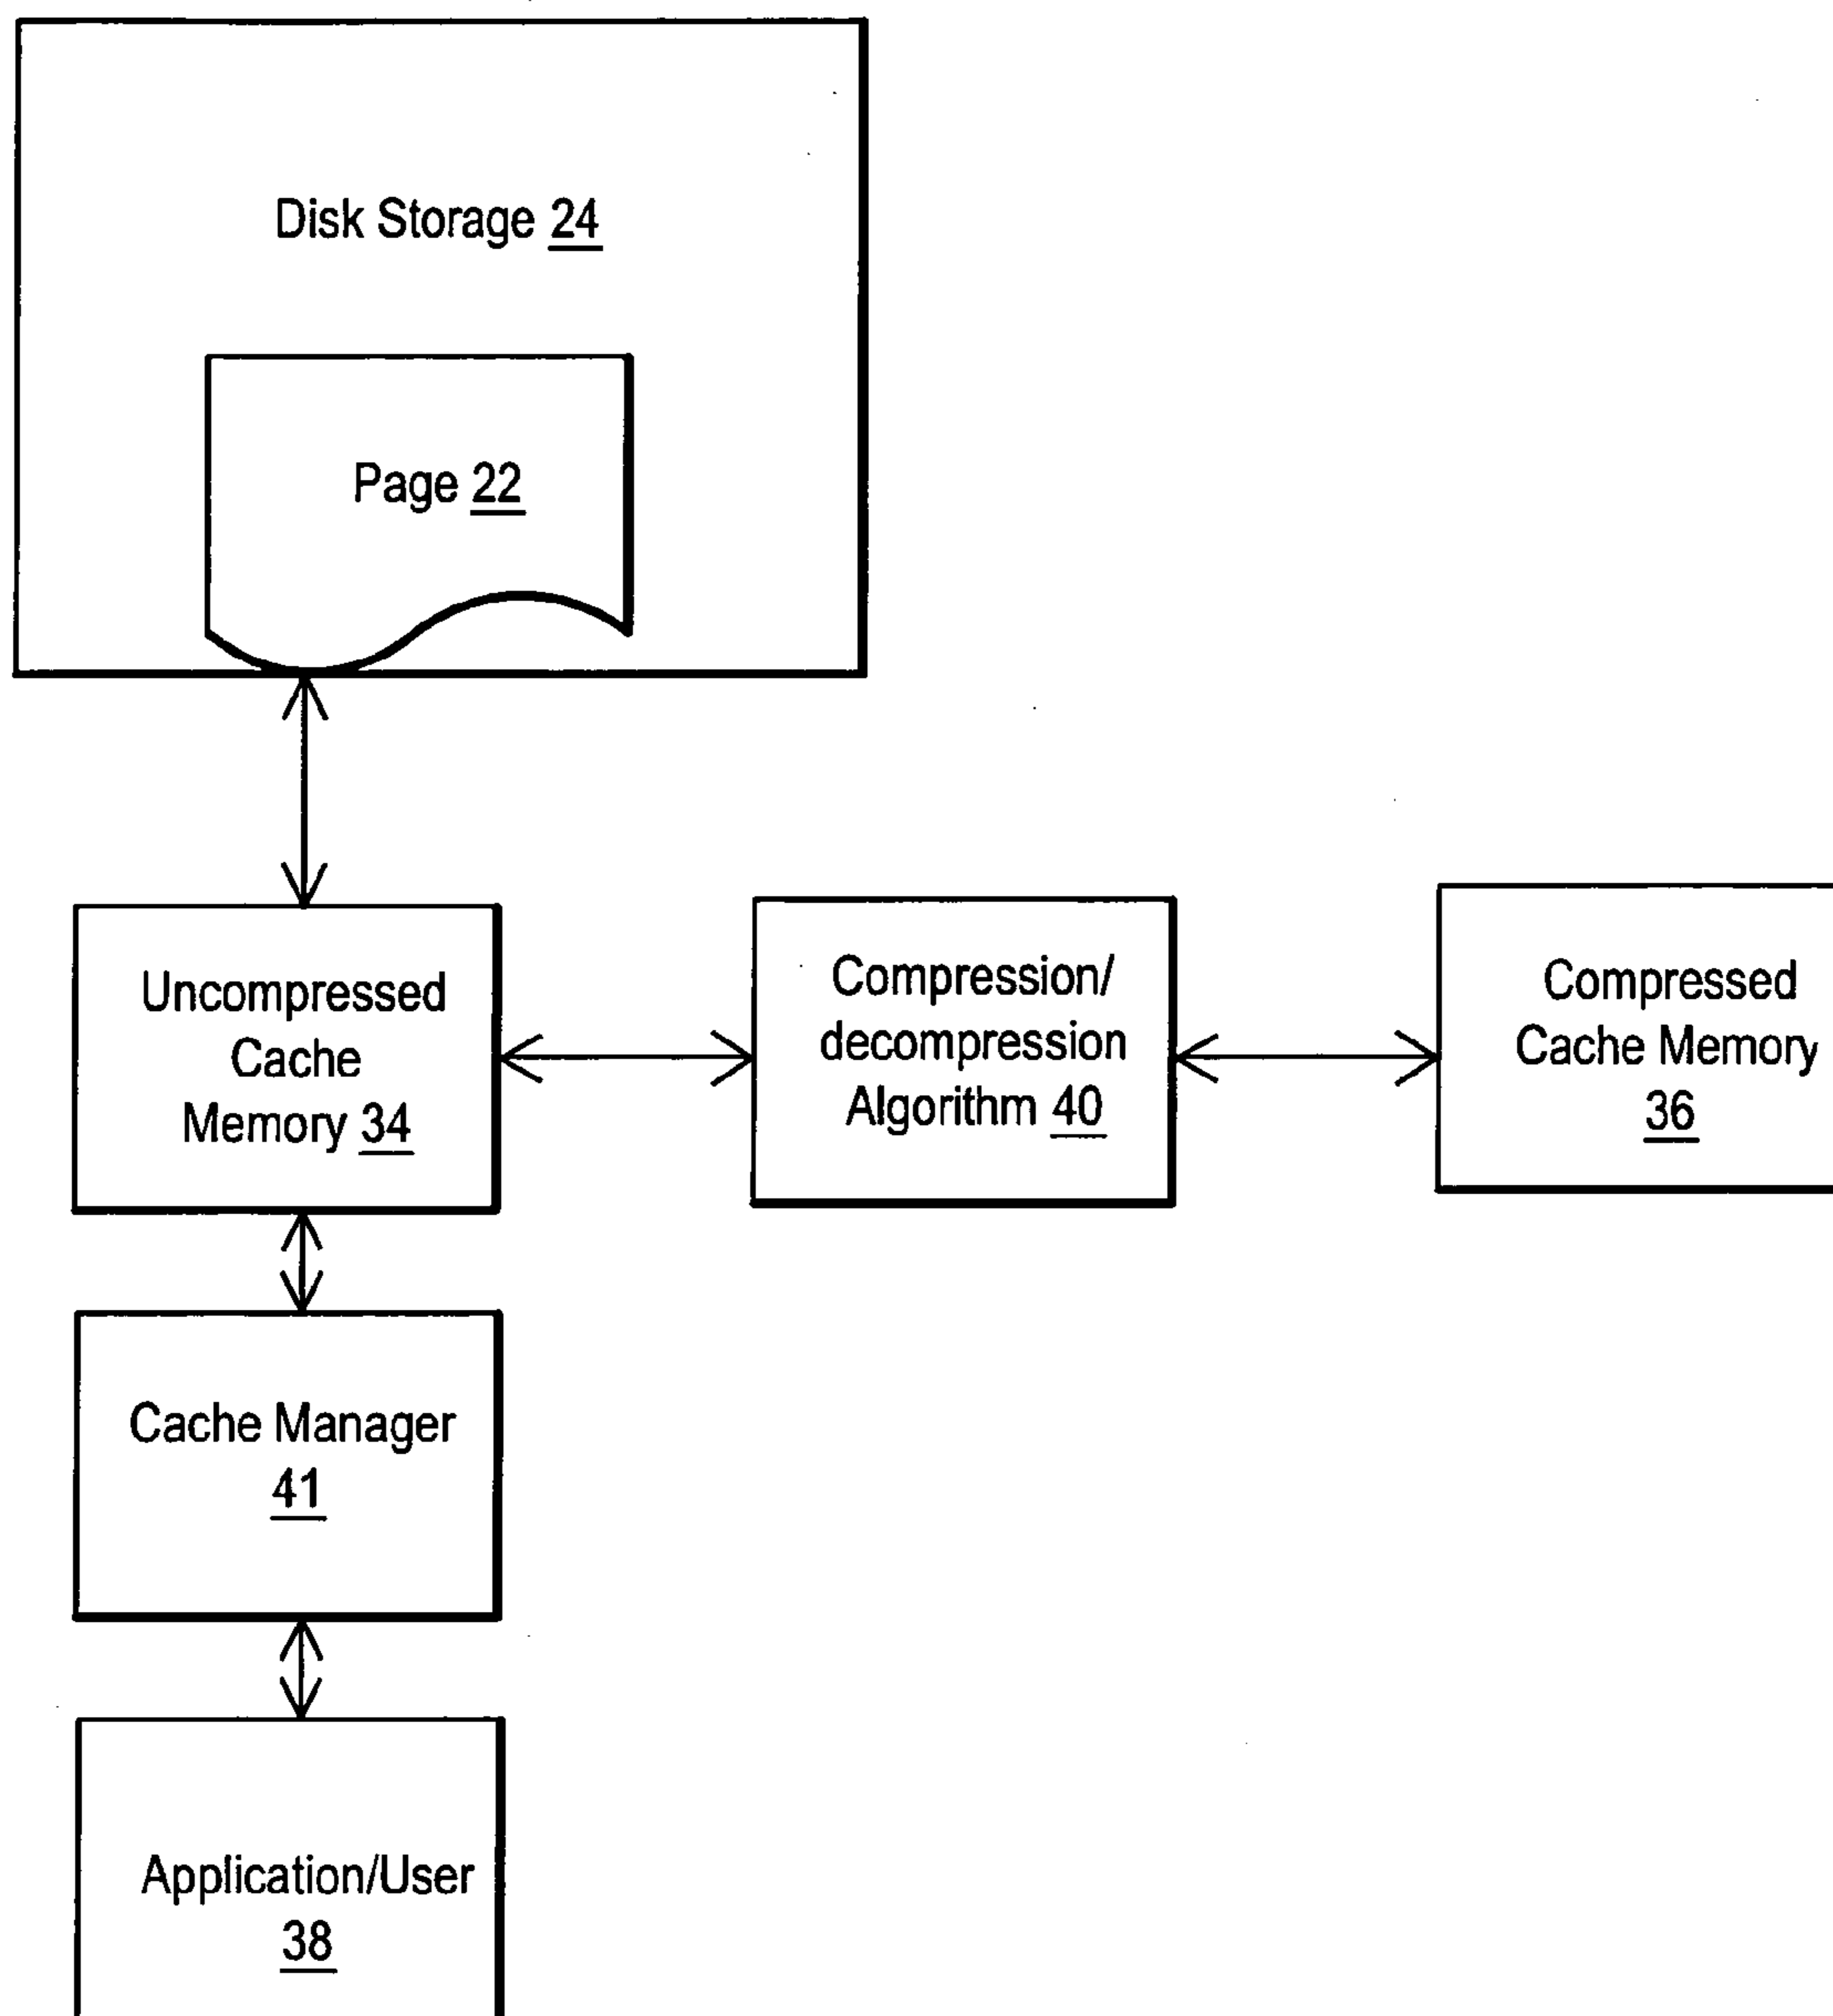 Disk Storage 24
Page 22
Uncompressed
Cache
Memory 34
Compression/
decompression
Algorithm 40
Compressed
Cache Memory
36
Cache Manager
41
Application/User
38